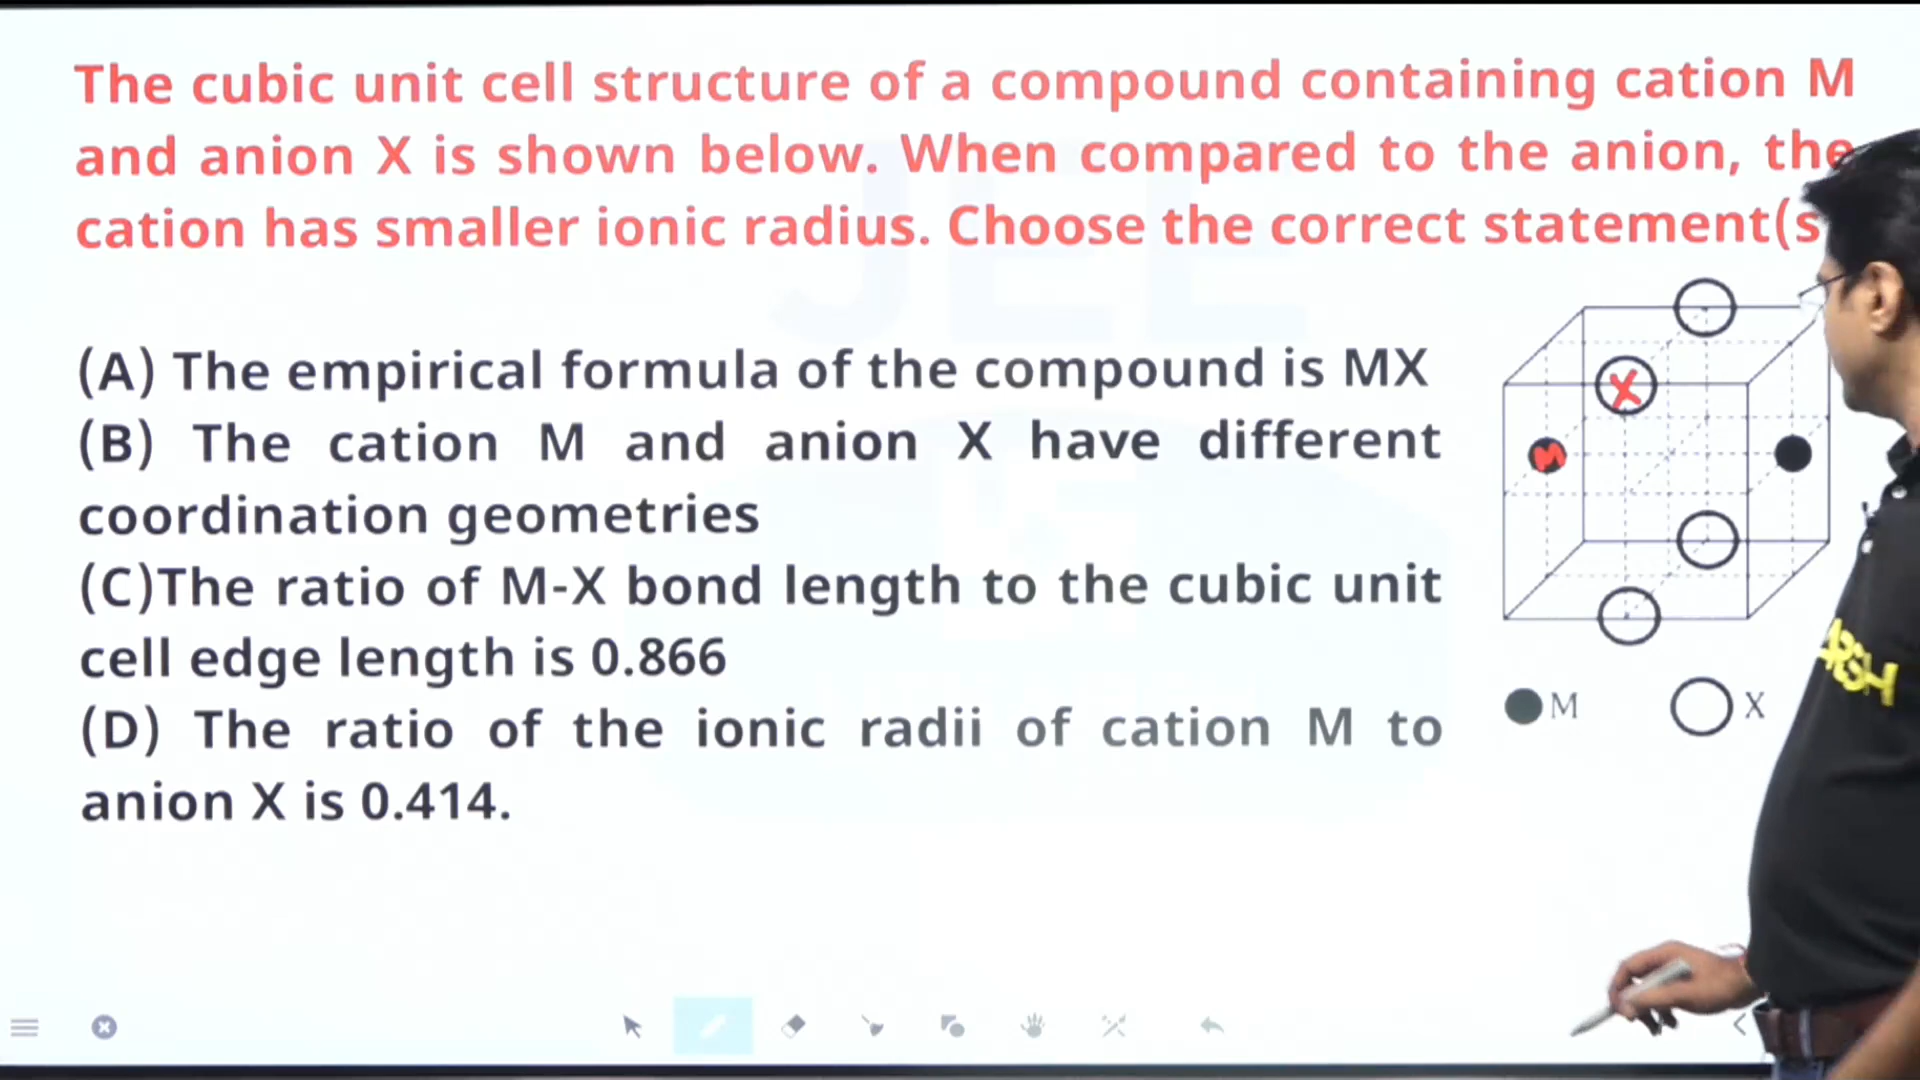 The cubic unit cell structure of a compound containing cation M
and anion X is shown below. When compared to the anion, the
cation has smaller ionic radius. Choose the correct statement(s
(A) The empirical formula of the compound is MX
(B) The cation M and anion X have different
coordination geometries
(C)The ratio of M-X bond length to the cubic unit
cell edge length is 0.866
(D) The ratio of the ionic radii of cation M to
anion X is 0.414.
X
M
M X
ARSH